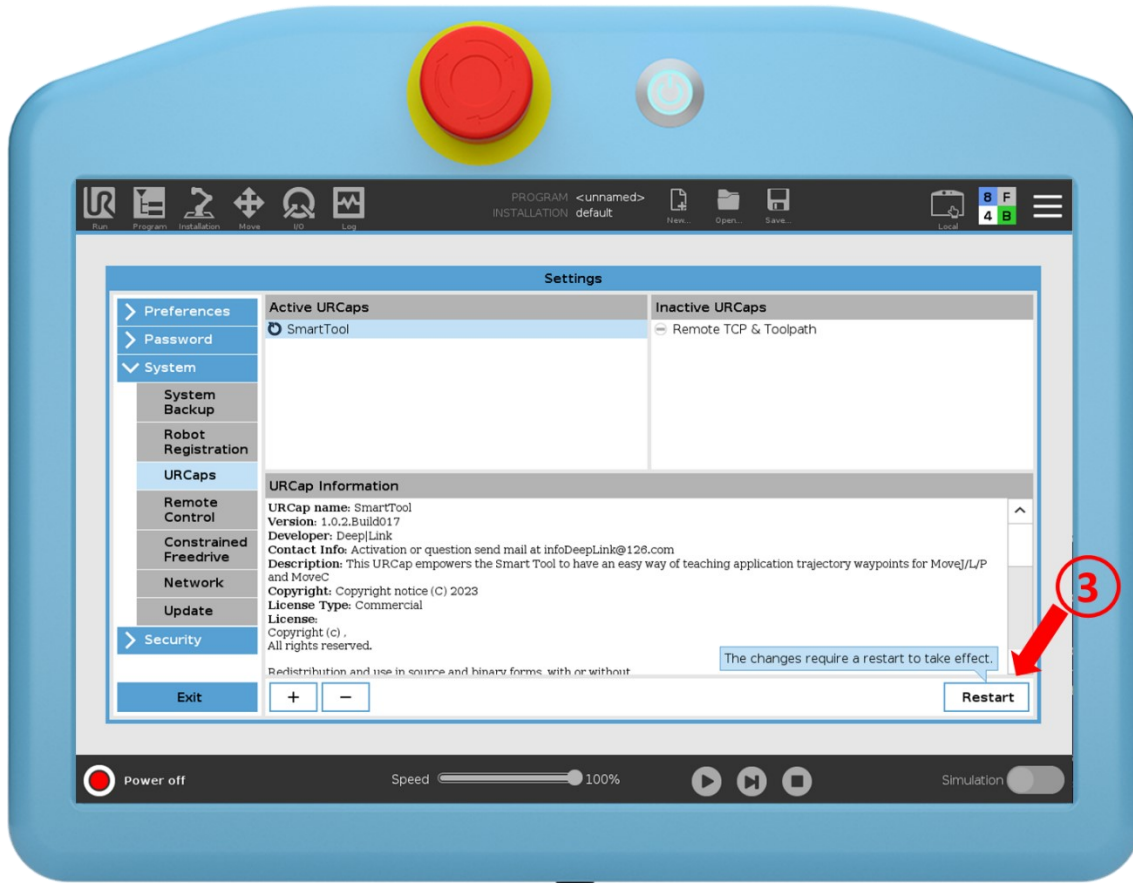 UR
PROGRAM <unnamed>
INSTALLATION default
8 F
4 B
Run Program Installation Move I/O Log
New... Open... Save...
Local
Settings
Preferences
Password
System
System
Backup
Robot
Registration
URCaps
Remote
Control
Constrained
Freedrive
Network
Update
Security
Exit
Active URCaps
SmartTool
Inactive URCaps
Remote TCP & Toolpath
URCap Information
URCap name: SmartTool
Version: 1.0.2.Build017
Developer: Deep|Link
Contact Info: Activation or question send mail at infoDeepLink@126.com
Description: This URCap empowers the Smart Tool to have an easy way of teaching application trajectory waypoints for MoveJ/L/P
and MoveC
Copyright: Copyright notice (C) 2023
License Type: Commercial
License:
Copyright (c) ,
All rights reserved.
Redistribution and use in source and binary forms, with or without
The changes require a restart to take effect.
3
+ −
Restart
Power off
Speed 100%
Simulation